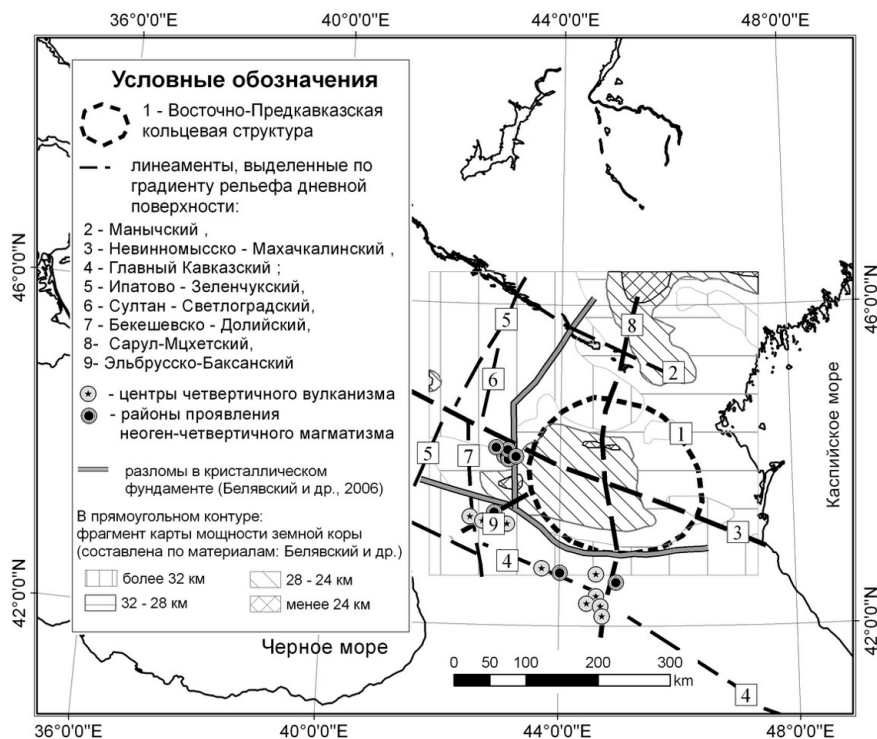 36°0'0"E
40°0'0"E
44°0'0"E
48°0'0"E
46°0'0"N
42°0'0"N
Условные обозначения
1 - Восточно-Предкавказская
кольцевая структура
линеаменты, выделенные по
градиенту рельефа дневной
поверхности:
2 - Манычский ,
3 - Невинномысско - Махачкалинский ,
4 - Главный Кавказский ;
5 - Ипатово - Зеленчукский,
6 - Султан - Светлоградский,
7 - Бекешевско - Долийский,
8- Сарул-Мцхетский,
9- Эльбрусско-Баксанский
- центры четвертичного вулканизма
- районы проявления
неоген-четвертичного магматизма
разломы в кристаллическом
фундаменте (Белявский и др., 2006)
В прямоугольном контуре:
фрагмент карты мощности земной коры
(составлена по материалам: Белявский и др.)
более 32 км
28 - 24 км
32 - 28 км
менее 24 км
5
8
6
2
1
5
7
9
3
4
4
Черное море
Каспийское море
0 50 100 200 300
km
46°0'0"N
42°0'0"N
36°0'0"E
40°0'0"E
44°0'0"E
48°0'0"E